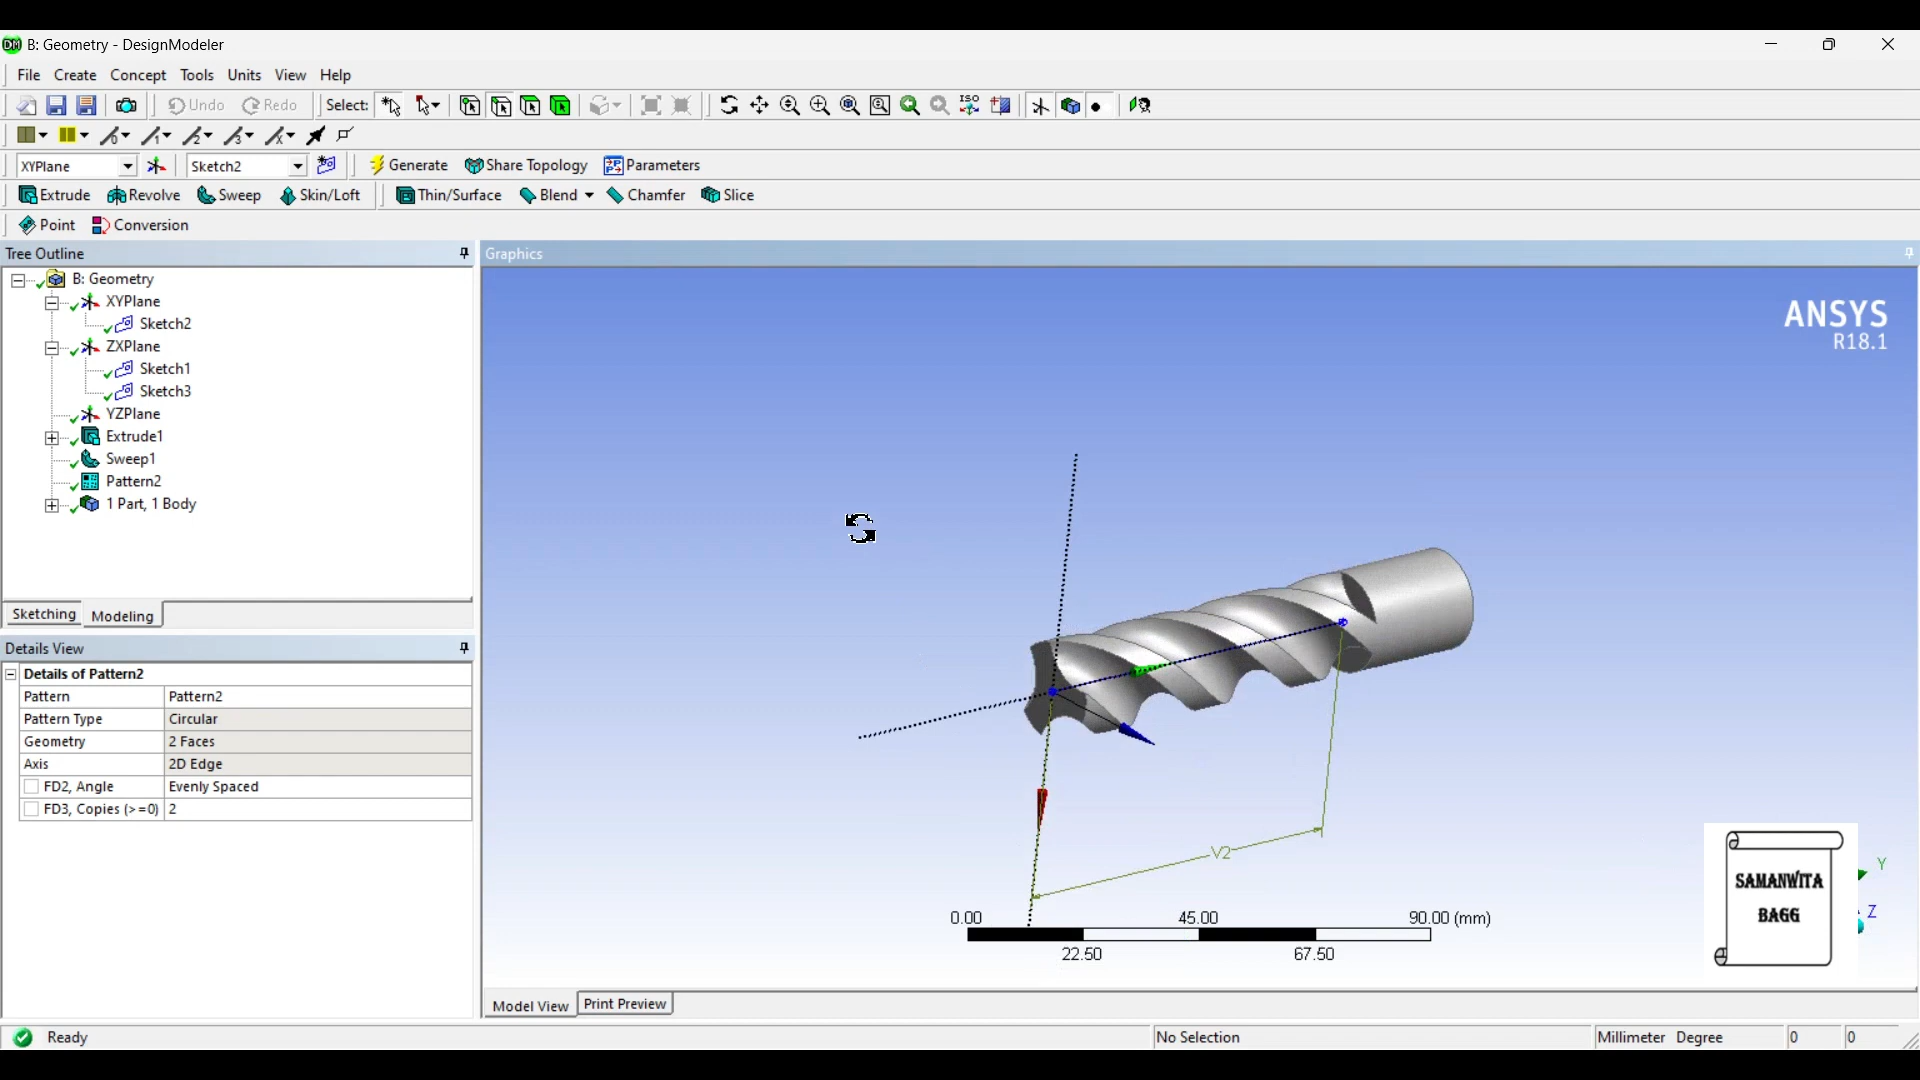 B: Geometry - DesignModeler
File Create Concept Tools Units View Help
Undo Redo Select: ISO
XYPlane Sketch2 Generate Share Topology Parameters
Extrude Revolve Sweep Skin/Loft Thin/Surface Blend Chamfer Slice
Point Conversion
Tree Outline
B: Geometry
XYPlane
Sketch2
ZXPlane
Sketch1
Sketch3
YZPlane
Extrude1
Sweep1
Pattern2
1 Part, 1 Body
Sketching Modeling
Details View
Details of Pattern2
Pattern Pattern2
Pattern Type Circular
Geometry 2 Faces
Axis 2D Edge
FD2, Angle Evenly Spaced
FD3, Copies (>=0) 2
Graphics
ANSYS
R18.1
V2
0.00 45.00 90.00 (mm)
22.50 67.50
SAMANWITA
BAGG
Y
Z
Model View Print Preview
Ready No Selection Millimeter Degree 0 0